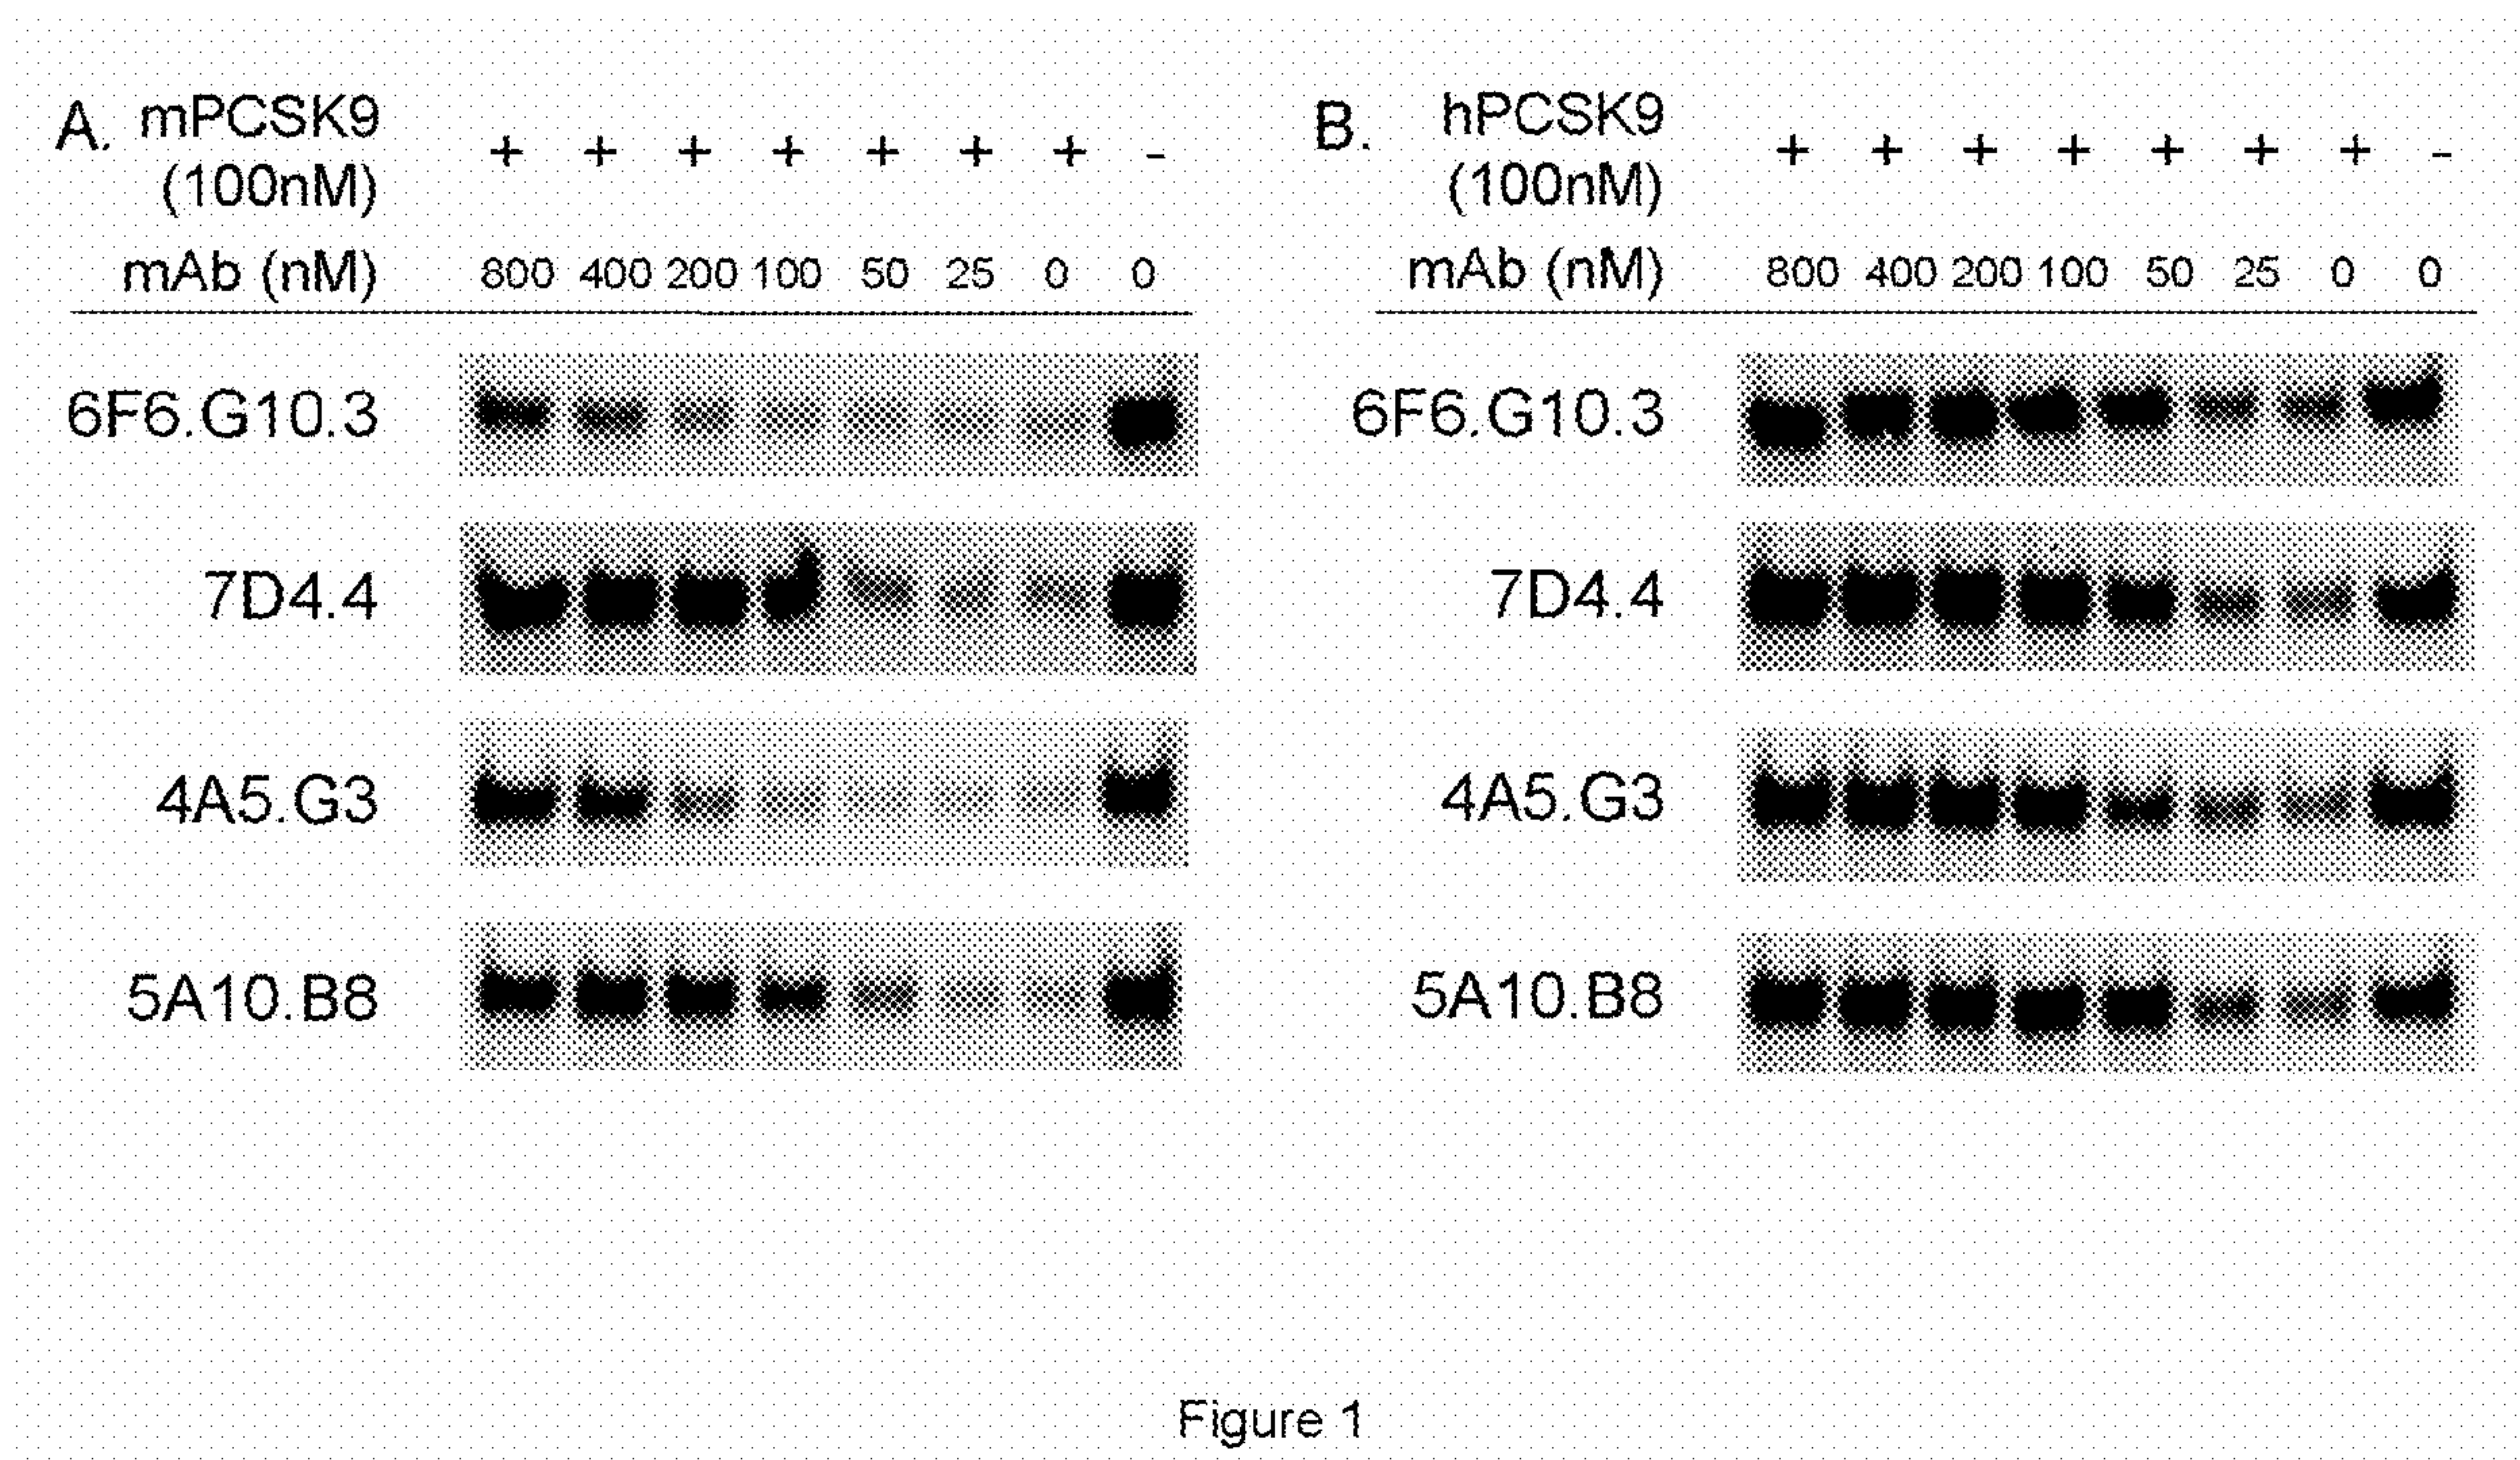 A. mPCSK9 + + + + + + + -
(100nM)
mAb (nM) 800 400 200 100 50 25 0 0
6F6.G10.3
7D4.4
4A5.G3
5A10.B8
B. hPCSK9 + + + + + + + -
(100nM)
mAb (nM) 800 400 200 100 50 25 0 0
6F6.G10.3
7D4.4
4A5.G3
5A10.B8
Figure 1